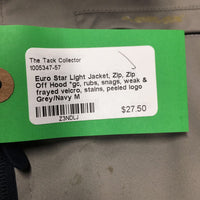 The Tack Collector
1005347-57
Euro Star Light Jacket, Zip, Zip
Off Hood *gc, rubs, snags, weak &
frayed velcro, stains, peeled logo
Grey/Navy M
$27.50
Z3NDLJ